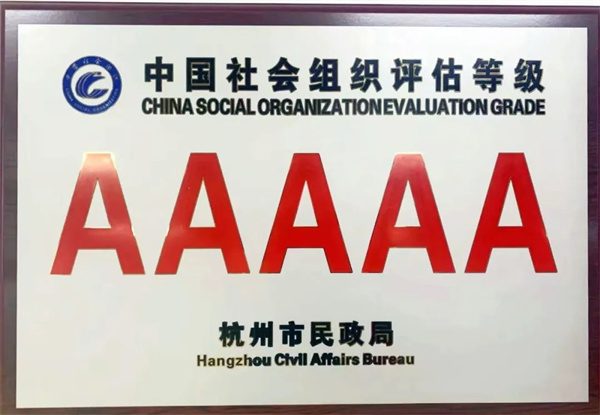 中国社会组织评估等级
CHINA SOCIAL ORGANIZATION EVALUATION GRADE
AAAAA
杭州市民政局
Hangzhou Civil Affairs Bureau